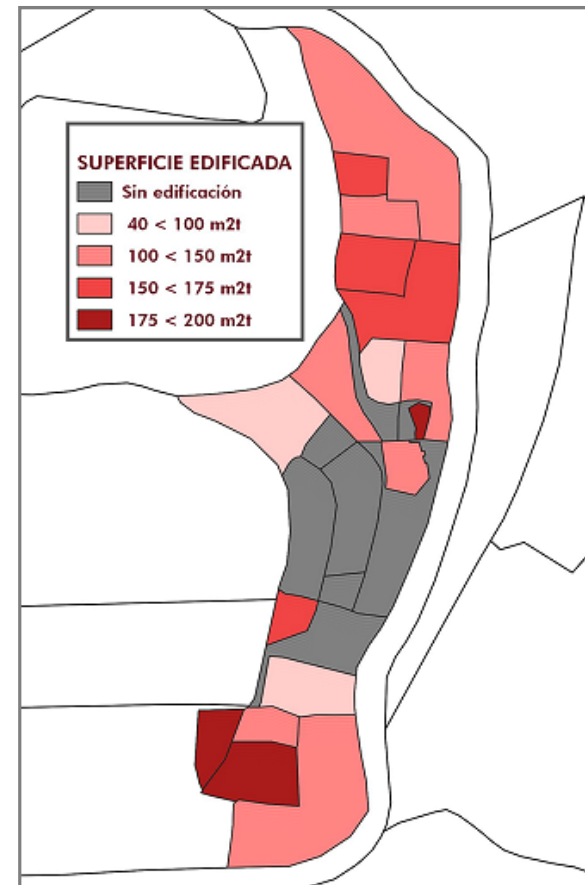 SUPERFICIE EDIFICADA
Sin edificación
40 < 100 m2t
100 < 150 m2t
150 < 175 m2t
175 < 200 m2t